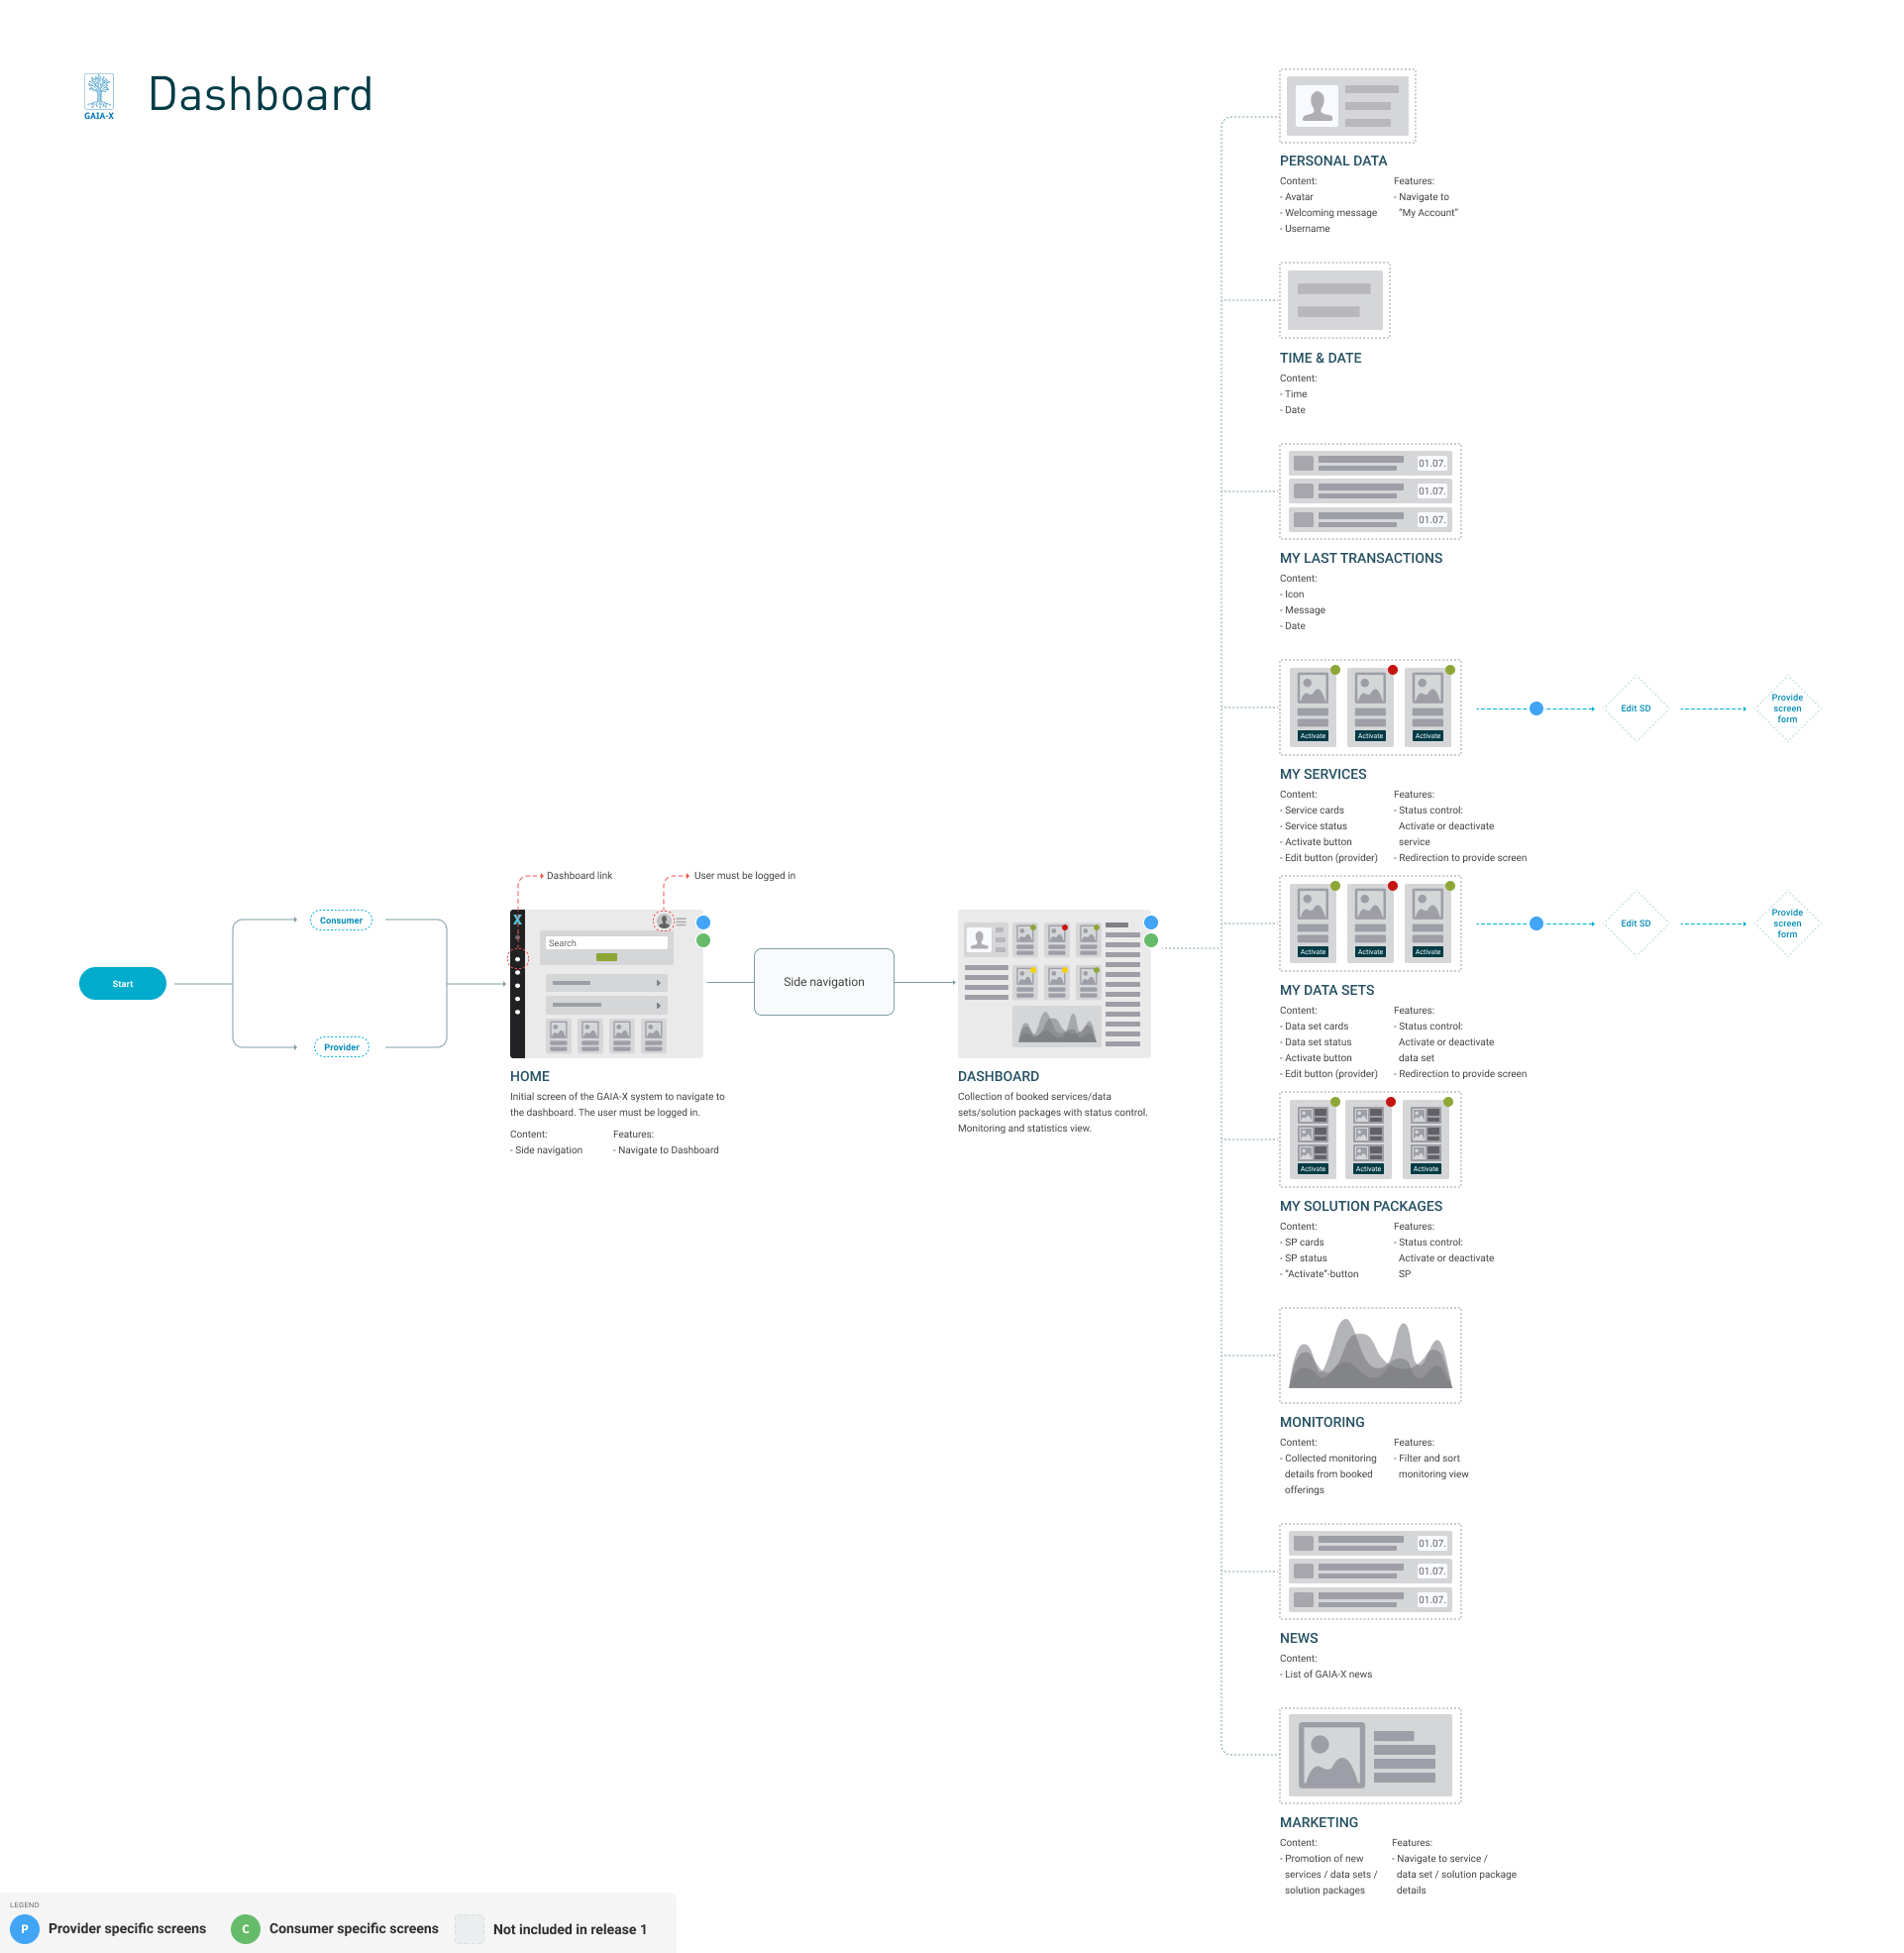 GAIA-X
Dashboard
PERSONAL DATA
Content:
- Avatar
- Welcoming message
- Username
Features:
- Navigate to
"My Account"
TIME & DATE
Content:
- Time
- Date
01.07.
01.07.
01.07.
MY LAST TRANSACTIONS
Content:
- Icon
- Message
- Date
Activate
Activate
Activate
Edit SD
Provide
screen
form
MY SERVICES
Content:
- Service cards
- Service status
- Activate button
- Edit button (provider)
Features:
- Status control:
Activate or deactivate
service
- Redirection to provide screen
Activate
Activate
Activate
Edit SD
Provide
screen
form
MY DATA SETS
Content:
- Data set cards
- Data set status
- Activate button
- Edit button (provider)
Features:
- Status control:
Activate or deactivate
data set
- Redirection to provide screen
Start
Consumer
Provider
Dashboard link
User must be logged in
X
Search
HOME
Initial screen of the GAIA-X system to navigate to
the dashboard. The user must be logged in.
Content:
- Side navigation
Features:
- Navigate to Dashboard
Side navigation
DASHBOARD
Collection of booked services/data
sets/solution packages with status control.
Monitoring and statistics view.
Activate
Activate
Activate
MY SOLUTION PACKAGES
Content:
- SP cards
- SP status
- "Activate"-button
Features:
- Status control:
Activate or deactivate
SP
MONITORING
Content:
- Collected monitoring
details from booked
offerings
Features:
- Filter and sort
monitoring view
01.07.
01.07.
01.07.
NEWS
Content:
- List of GAIA-X news
MARKETING
Content:
- Promotion of new
services / data sets /
solution packages
Features:
- Navigate to service /
data set / solution package
details
LEGEND
P Provider specific screens
C Consumer specific screens
Not included in release 1